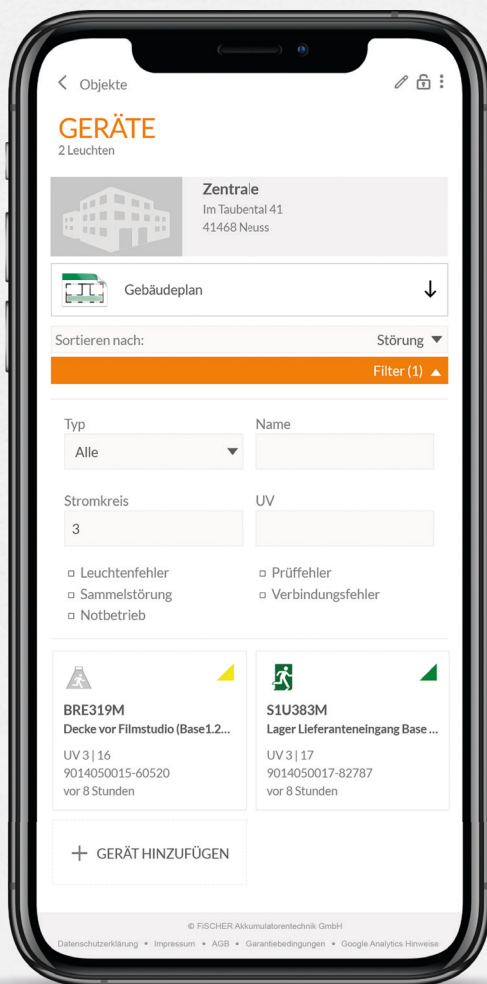 Objekte
GERÄTE
2 Leuchten
Zentrale
Im Taubental 41
41468 Neuss
Gebäudeplan
Sortieren nach: Störung
Filter (1)
Typ Name
Alle
Stromkreis UV
3
Leuchtenfehler Prüffehler
Sammelstörung Verbindungsfehler
Notbetrieb
BRE319M
Decke vor Filmstudio (Base1.2...
UV 3 | 16
9014050015-60520
vor 8 Stunden
S1U383M
Lager Lieferanteneingang Base ...
UV 3 | 17
9014050017-82787
vor 8 Stunden
+ GERÄT HINZUFÜGEN
© FiSCHER Akkumulatorentechnik GmbH
Datenschutzerklärung • Impressum • AGB • Garantiebedingungen • Google Analytics Hinweise